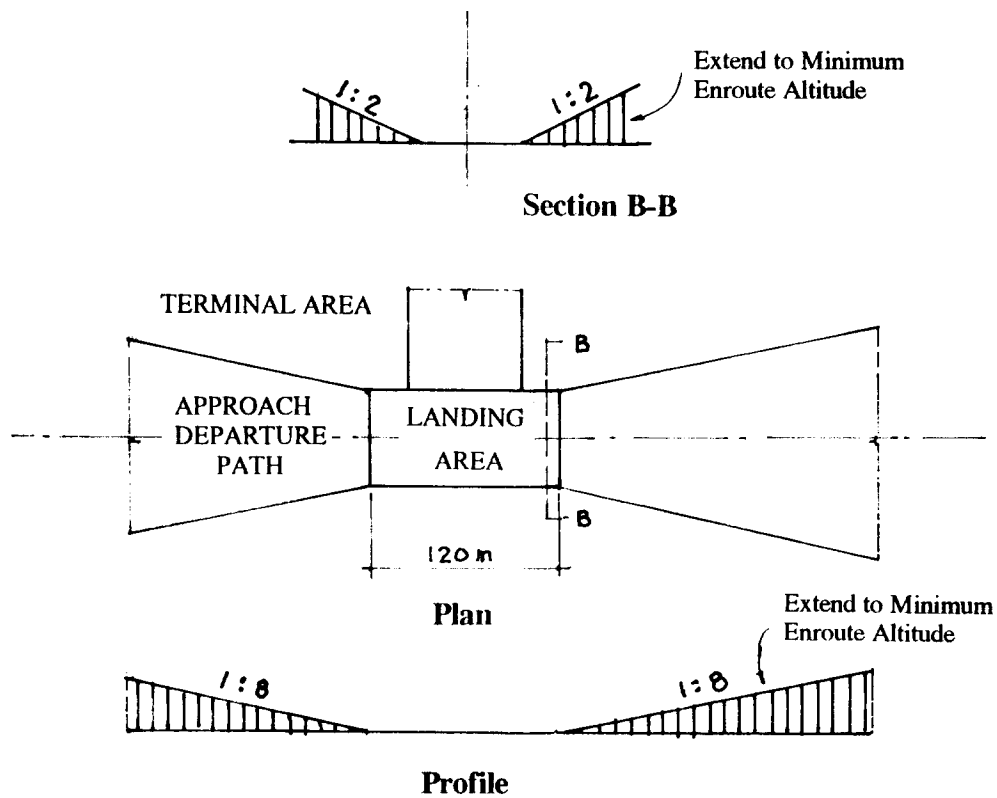 1:2
1:2
Extend to Minimum
Enroute Altitude
Section B-B
TERMINAL AREA
B
APPROACH
DEPARTURE
PATH
LANDING
AREA
B
120 m
Plan
Extend to Minimum
Enroute Altitude
1:8
1:8
Profile